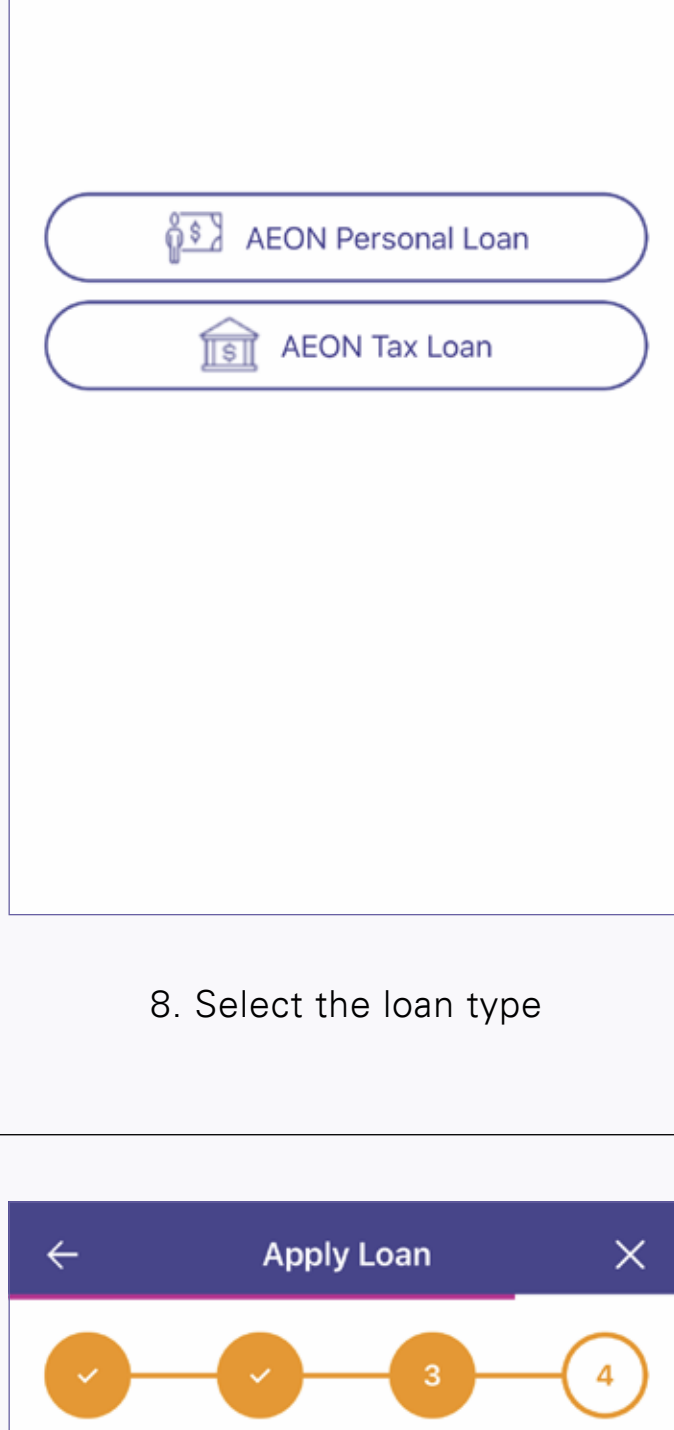 $ AEON Personal Loan
$ AEON Tax Loan
8. Select the loan type
Apply Loan
3 4